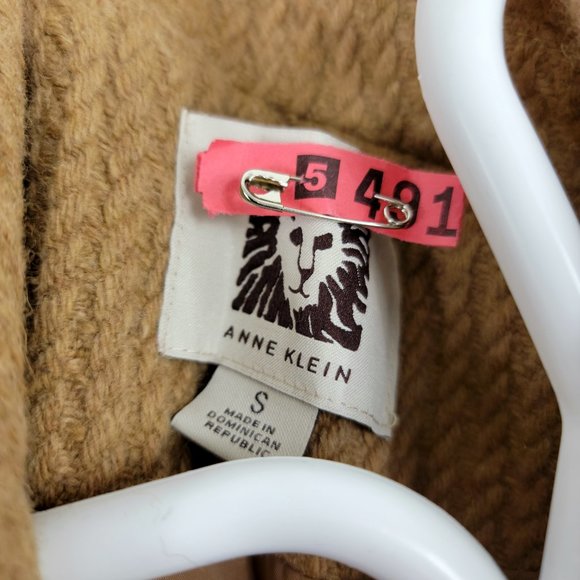 5 491
ANNE KLEIN
S
MADE IN
DOMINICAN
REPUBLIC